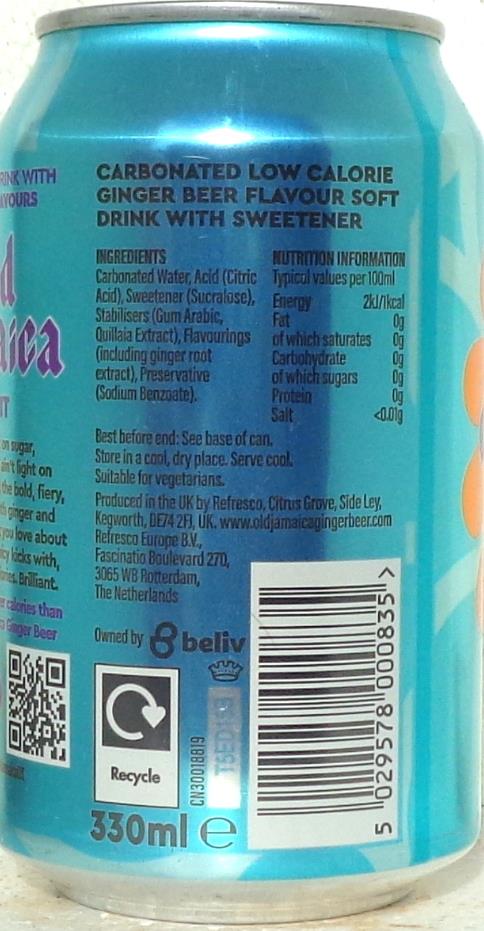 RINK WITH
AVOURS
d
aica
IT
on sugar,
ain't light on
the bold, fiery,
th ginger and
you love about
icy kicks with,
ones. Brilliant.
er calories than
a Ginger Beer
CARBONATED LOW CALORIE
GINGER BEER FLAVOUR SOFT
DRINK WITH SWEETENER
INGREDIENTS
Carbonated Water, Acid (Citric
Acid), Sweetener (Sucralose),
Stabilisers (Gum Arabic,
Quillaia Extract), Flavourings
(including ginger root
extract), Preservative
(Sodium Benzoate).
NUTRITION INFORMATION
Typical values per 100ml
Energy 2kJ/1kcal
Fat 0g
of which saturates 0g
Carbohydrate 0g
of which sugars 0g
Protein 0g
Salt <0.01g
Best before end: See base of can.
Store in a cool, dry place. Serve cool.
Suitable for vegetarians.
Produced in the UK by Refresco, Citrus Grove, Side Ley,
Kegworth, DE74 2FJ, UK. www.oldjamaicagingerbeer.com
Refresco Europe B.V.,
Fascinatio Boulevard 270,
3065 WB Rotterdam,
The Netherlands
Owned by beliv
Recycle
CN30018819
330ml e
5 029578 000835 >